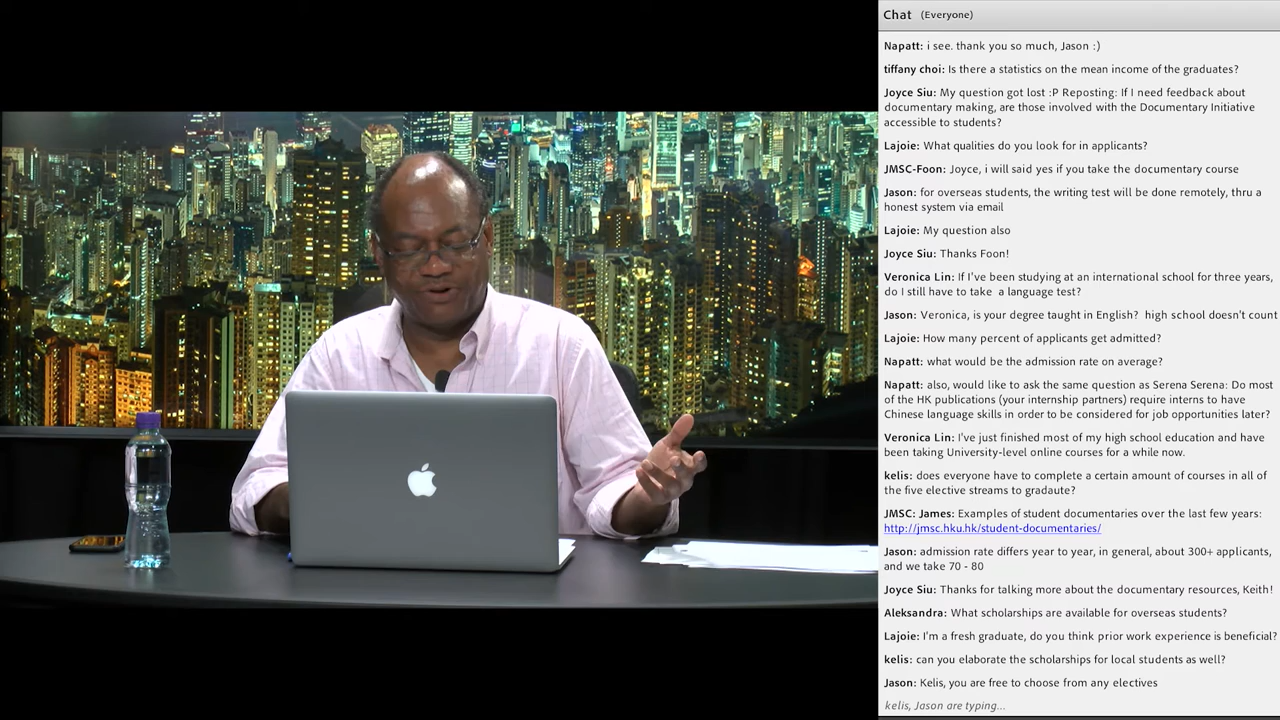 Chat (Everyone)
Napatt: i see. thank you so much, Jason :)
tiffany choi: Is there a statistics on the mean income of the graduates?
Joyce Siu: My question got lost :P Reposting: If I need feedback about
documentary making, are those involved with the Documentary Initiative
accessible to students?
Lajoie: What qualities do you look for in applicants?
JMSC-Foon: Joyce, i will said yes if you take the documentary course
Jason: for overseas students, the writing test will be done remotely, thru a
honest system via email
Lajoie: My question also
Joyce Siu: Thanks Foon!
Veronica Lin: If I've been studying at an international school for three years,
do I still have to take a language test?
Jason: Veronica, is your degree taught in English? high school doesn't count
Lajoie: How many percent of applicants get admitted?
Napatt: what would be the admission rate on average?
Napatt: also, would like to ask the same question as Serena Serena: Do most
of the HK publications (your internship partners) require interns to have
Chinese language skills in order to be considered for job opportunities later?
Veronica Lin: I've just finished most of my high school education and have
been taking University-level online courses for a while now.
kelis: does everyone have to complete a certain amount of courses in all of
the five elective streams to gradaute?
JMSC: James: Examples of student documentaries over the last few years:
http://jmsc.hku.hk/student-documentaries/
Jason: admission rate differs year to year, in general, about 300+ applicants,
and we take 70 - 80
Joyce Siu: Thanks for talking more about the documentary resources, Keith!
Aleksandra: What scholarships are available for overseas students?
Lajoie: I'm a fresh graduate, do you think prior work experience is beneficial?
kelis: can you elaborate the scholarships for local students as well?
Jason: Kelis, you are free to choose from any electives
kelis, Jason are typing...